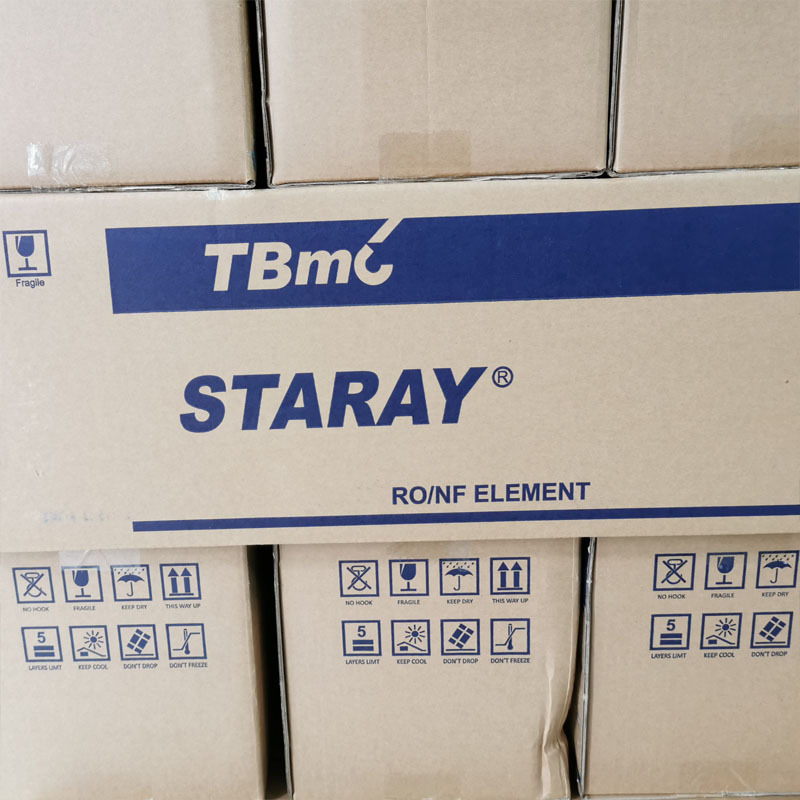 Fragile
TBmC
STARAY®
RO/NF ELEMENT
NO HOOK FRAGILE KEEP DRY THIS WAY UP
5
LAYERS LIMT KEEP COOL DON'T DROP DON'T FREEZE
NO HOOK FRAGILE KEEP DRY THIS WAY UP
5
LAYERS LIMT KEEP COOL DON'T DROP DON'T FREEZE
NO HOOK FRAGILE KEEP DRY
5
LAYERS LIMT KEEP COOL DON'T DROP